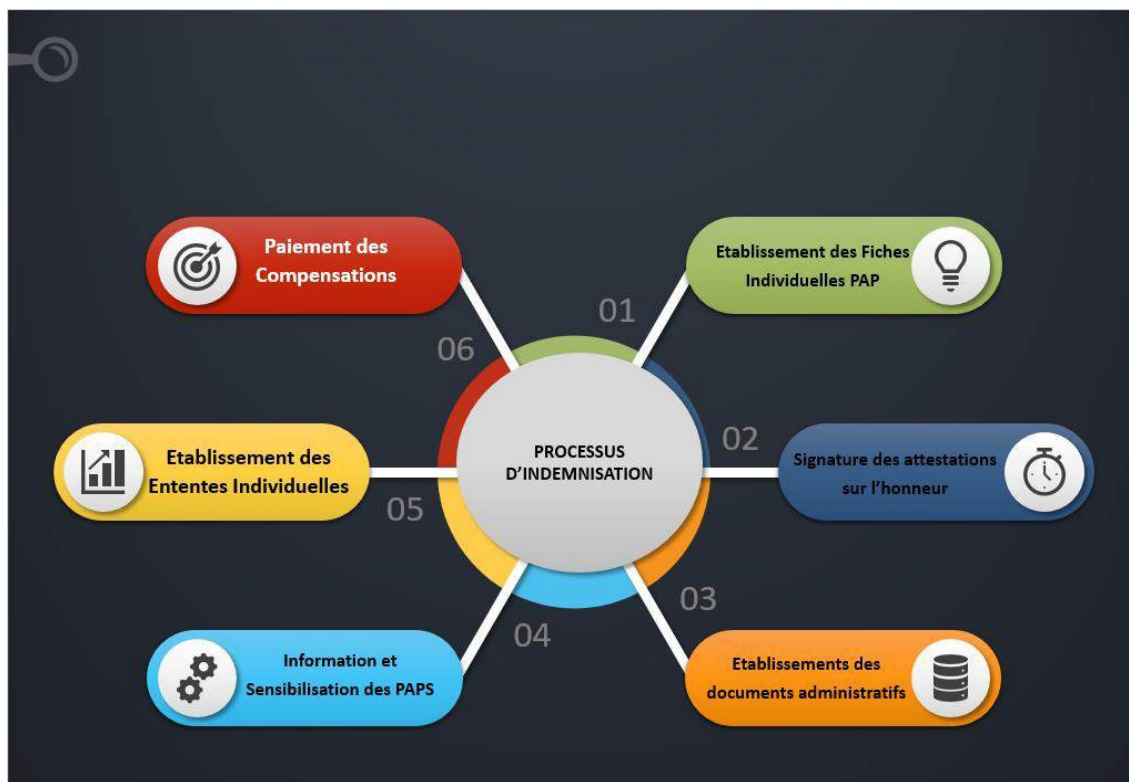 PROCESSUS
D'INDEMNISATION
01
Etablissement des Fiches
Individuelles PAP
02
Signature des attestations
sur l'honneur
03
Etablissements des
documents administratifs
04
Information et
Sensibilisation des PAPS
05
Etablissement des
Ententes Individuelles
06
Paiement des
Compensations